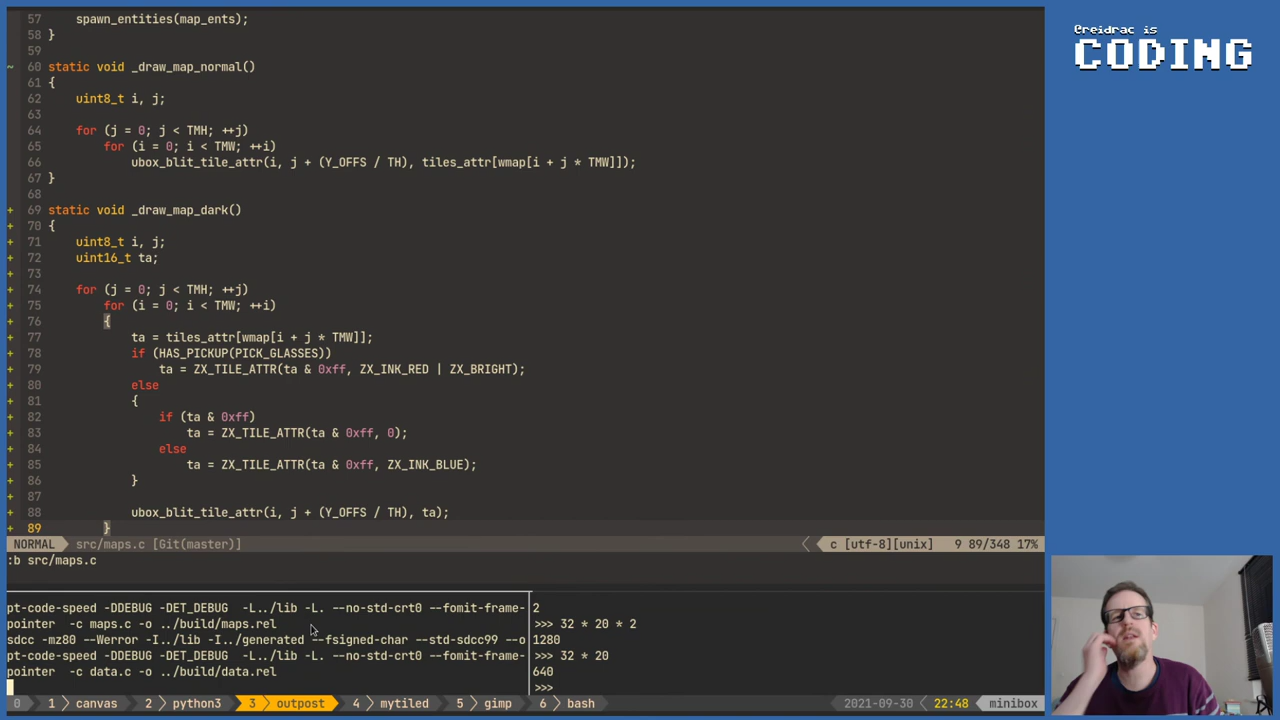 57 spawn_entities(map_ents);
58 }
59
~ 60 static void _draw_map_normal()
61 {
62 uint8_t i, j;
63
64 for (j = 0; j < TMH; ++j)
65 for (i = 0; i < TMW; ++i)
66 ubox_blit_tile_attr(i, j + (Y_OFFS / TH), tiles_attr[wmap[i + j * TMW]]);
67 }
68
+ 69 static void _draw_map_dark()
+ 70 {
+ 71 uint8_t i, j;
+ 72 uint16_t ta;
+ 73
+ 74 for (j = 0; j < TMH; ++j)
+ 75 for (i = 0; i < TMW; ++i)
+ 76 {
+ 77 ta = tiles_attr[wmap[i + j * TMW]];
+ 78 if (HAS_PICKUP(PICK_GLASSES))
+ 79 ta = ZX_TILE_ATTR(ta & 0xff, ZX_INK_RED | ZX_BRIGHT);
+ 80 else
+ 81 {
+ 82 if (ta & 0xff)
+ 83 ta = ZX_TILE_ATTR(ta & 0xff, 0);
+ 84 else
+ 85 ta = ZX_TILE_ATTR(ta & 0xff, ZX_INK_BLUE);
+ 86 }
+ 87
+ 88 ubox_blit_tile_attr(i, j + (Y_OFFS / TH), ta);
+ 89 }
NORMAL src/maps.c [Git(master)] c [utf-8][unix] 9 89/348 17%
:b src/maps.c
pt-code-speed -DDEBUG -DET_DEBUG -L../lib -L. --no-std-crt0 --fomit-frame-
pointer -c maps.c -o ../build/maps.rel
sdcc -mz80 --Werror -I../lib -I../generated --fsigned-char --std-sdcc99 --o
pt-code-speed -DDEBUG -DET_DEBUG -L../lib -L. --no-std-crt0 --fomit-frame-
pointer -c data.c -o ../build/data.rel
2
>>> 32 * 20 * 2
1280
>>> 32 * 20
640
>>>
0 1 canvas 2 python3 3 outpost 4 mytiled 5 gimp 6 bash 2021-09-30 22:48 minibox
@reidrac is
CODING